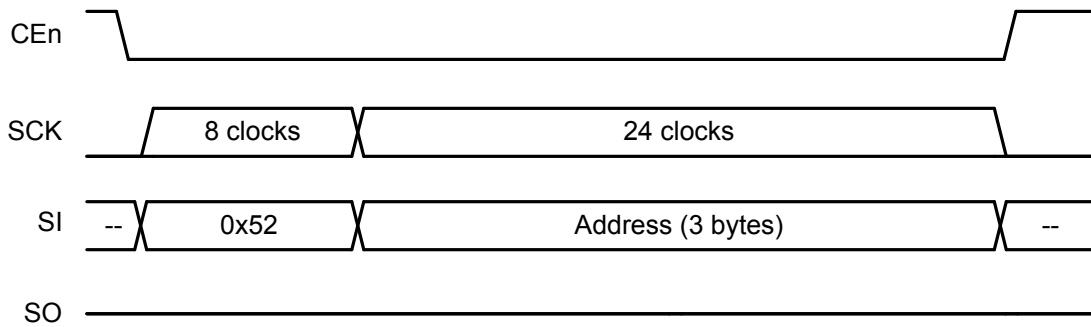 CEn
SCK 8 clocks 24 clocks
SI -- 0x52 Address (3 bytes) --
SO